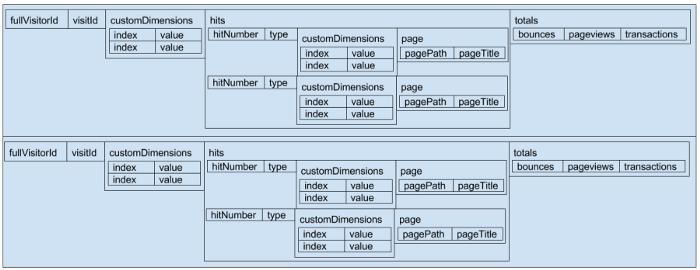 fullVisitorId visitId customDimensions hits totals
index value hitNumber type customDimensions page bounces pageviews transactions
index value index value pagePath pageTitle
index value
hitNumber type customDimensions page
index value pagePath pageTitle
index value
fullVisitorId visitId customDimensions hits totals
index value hitNumber type customDimensions page bounces pageviews transactions
index value index value pagePath pageTitle
index value
hitNumber type customDimensions page
index value pagePath pageTitle
index value